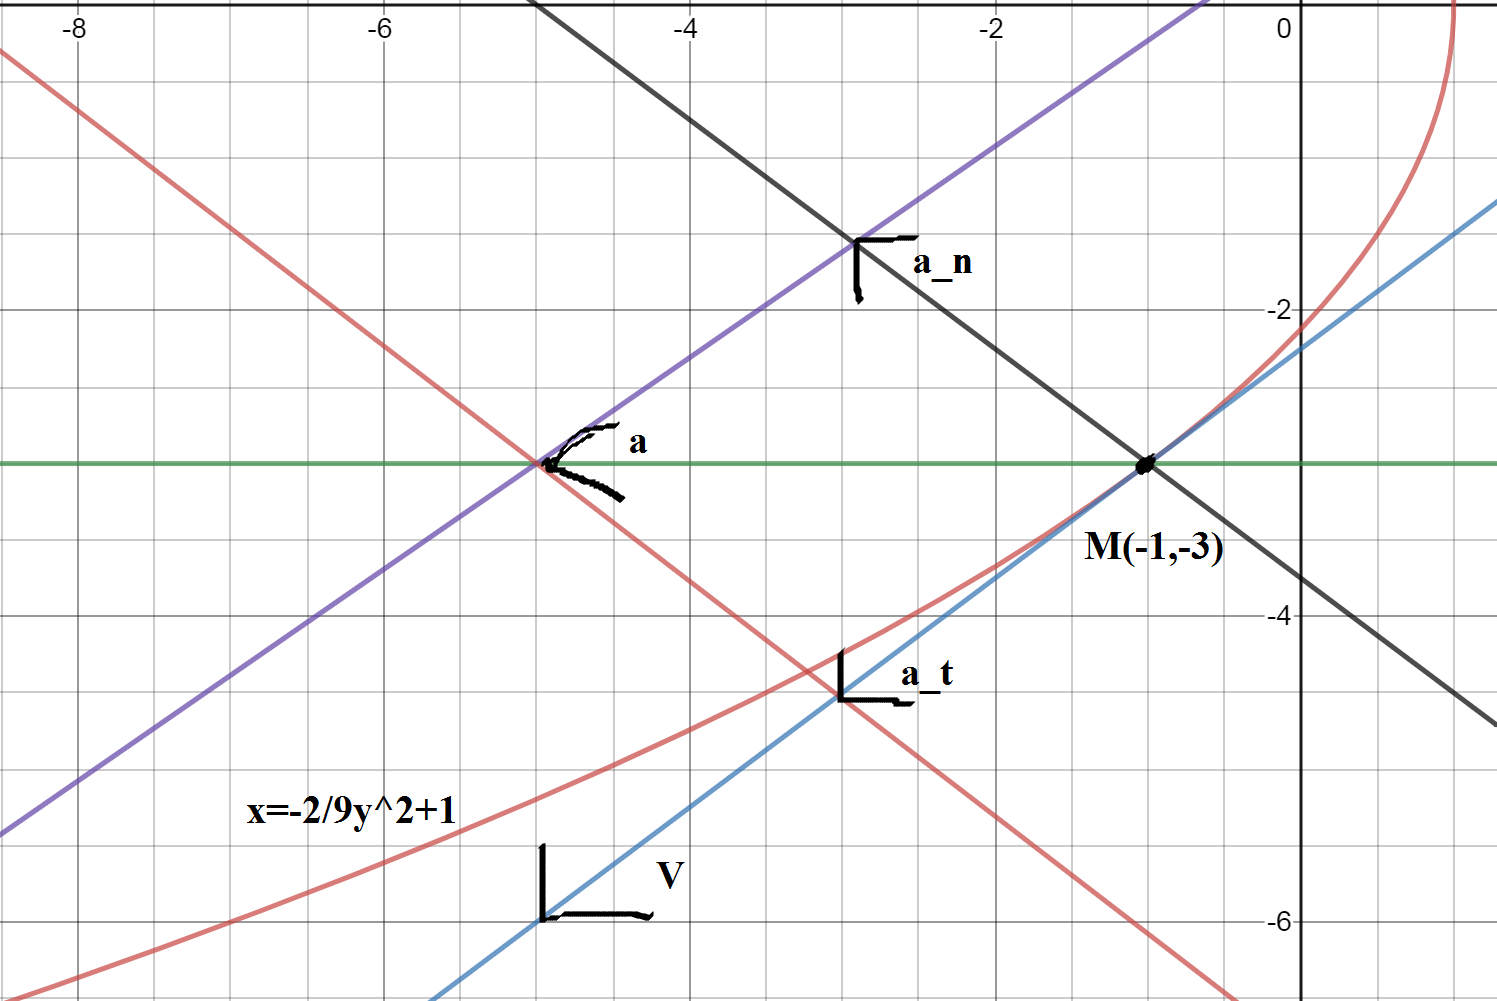 -8 -6 -4 -2 0
a_n
-2
a
M(-1,-3)
-4
a_t
x=-2/9y^2+1
V
-6